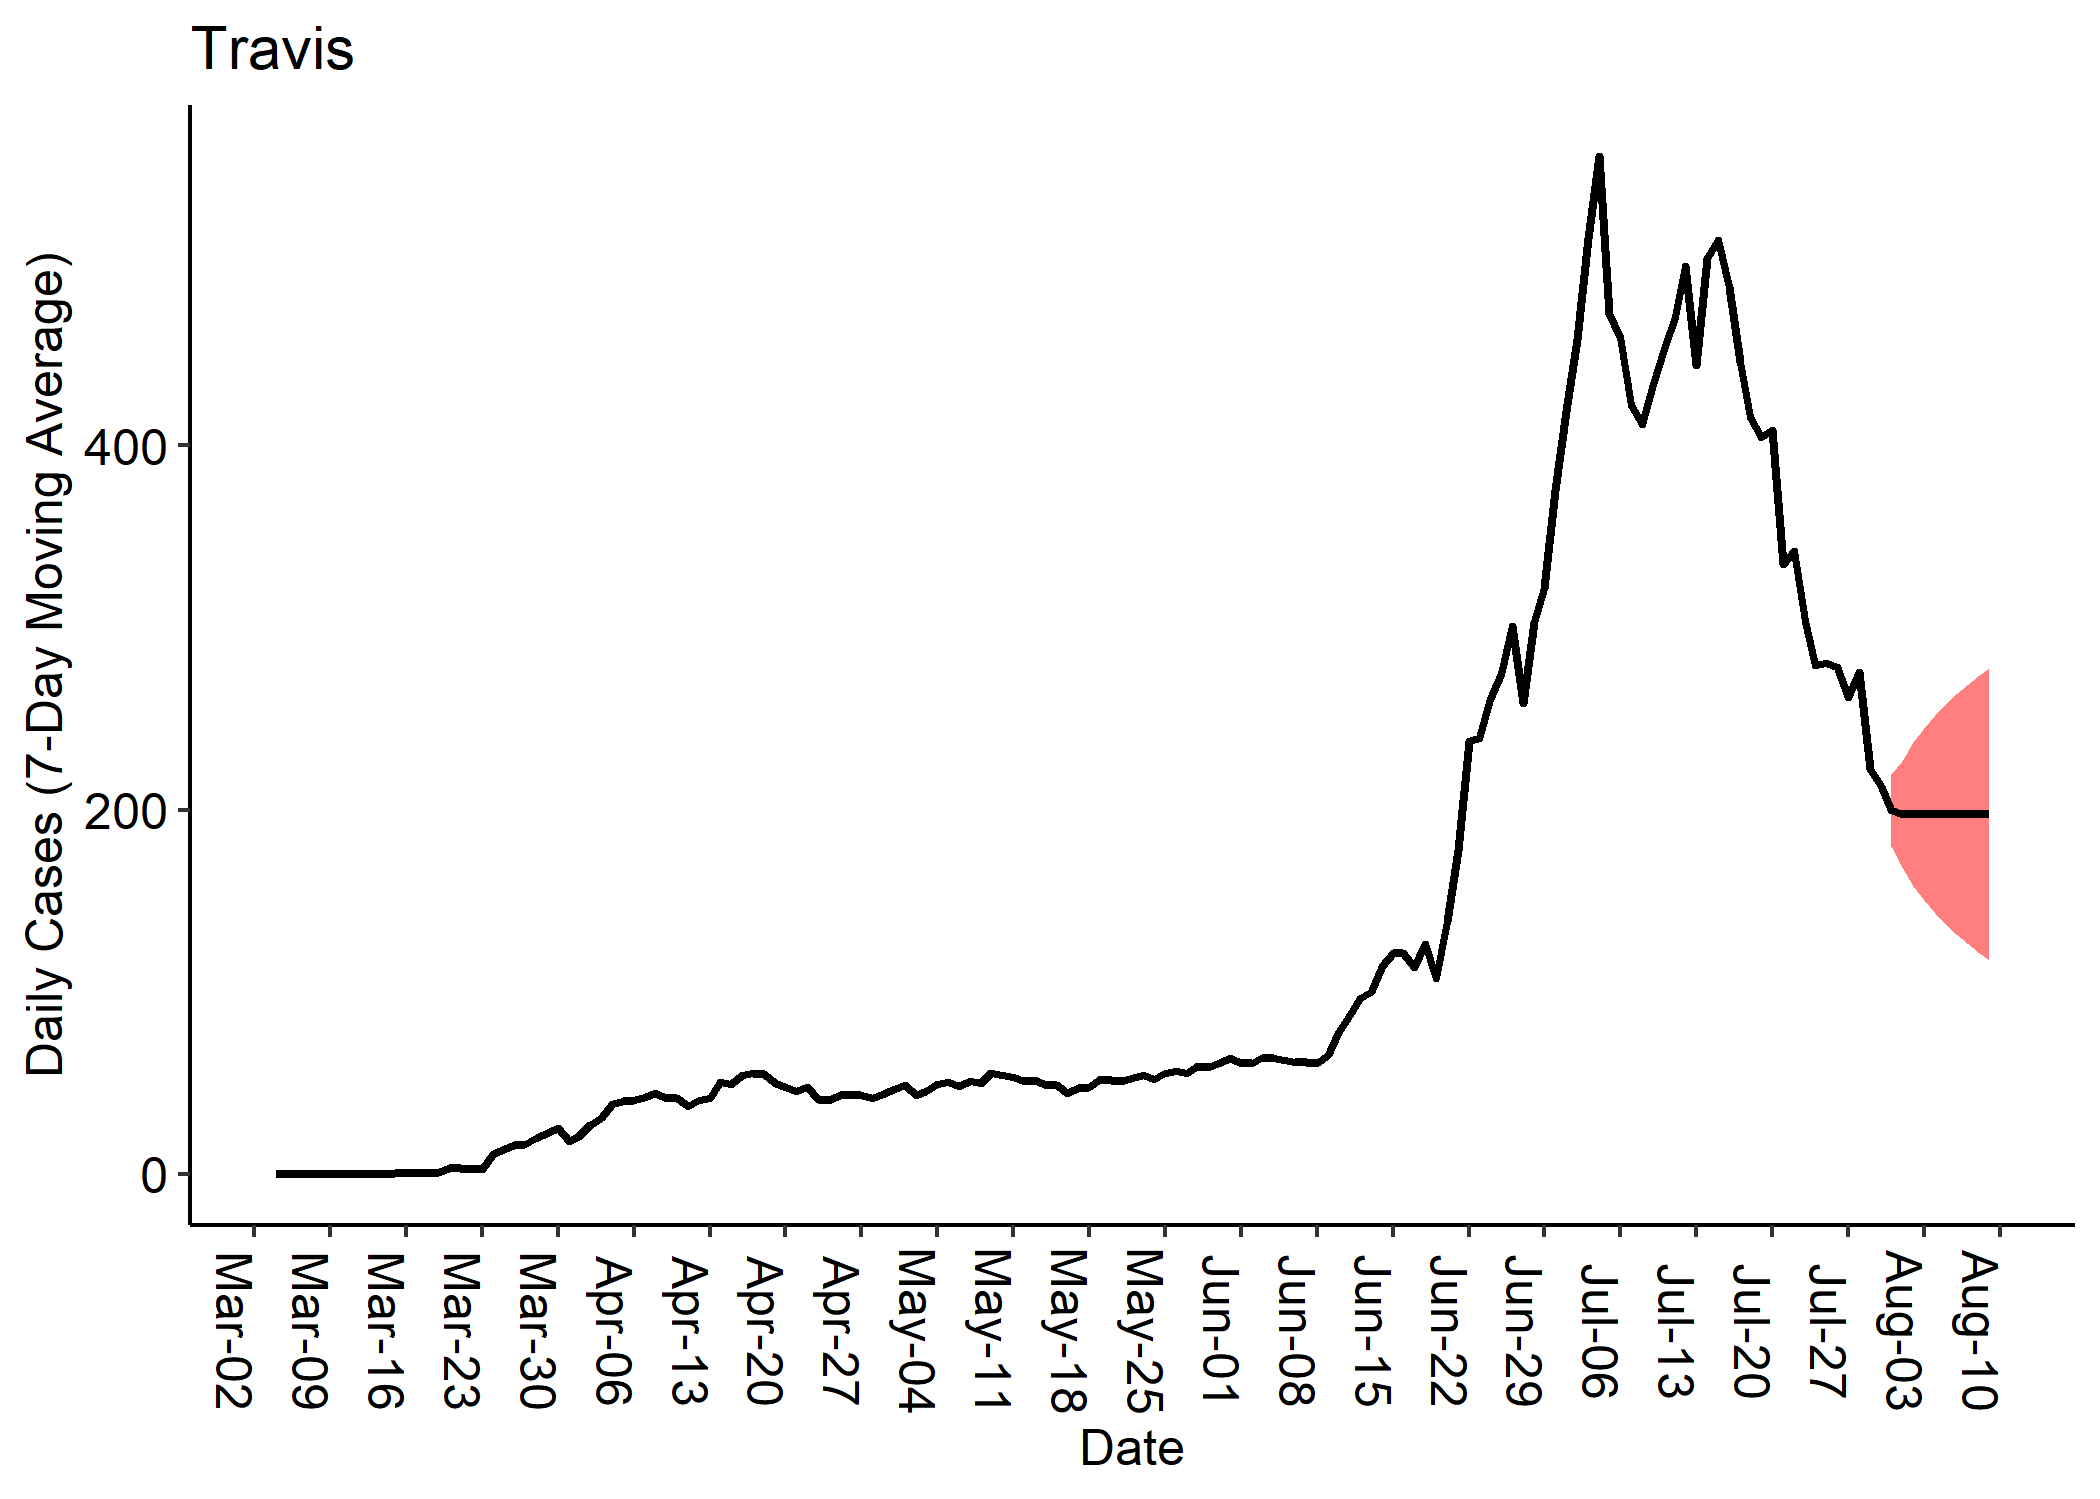 Travis
Daily Cases (7-Day Moving Average)
400
200
0
Mar-02
Mar-09
Mar-16
Mar-23
Mar-30
Apr-06
Apr-13
Apr-20
Apr-27
May-04
May-11
May-18
May-25
Jun-01
Jun-08
Jun-15
Jun-22
Jun-29
Jul-06
Jul-13
Jul-20
Jul-27
Aug-03
Aug-10
Date